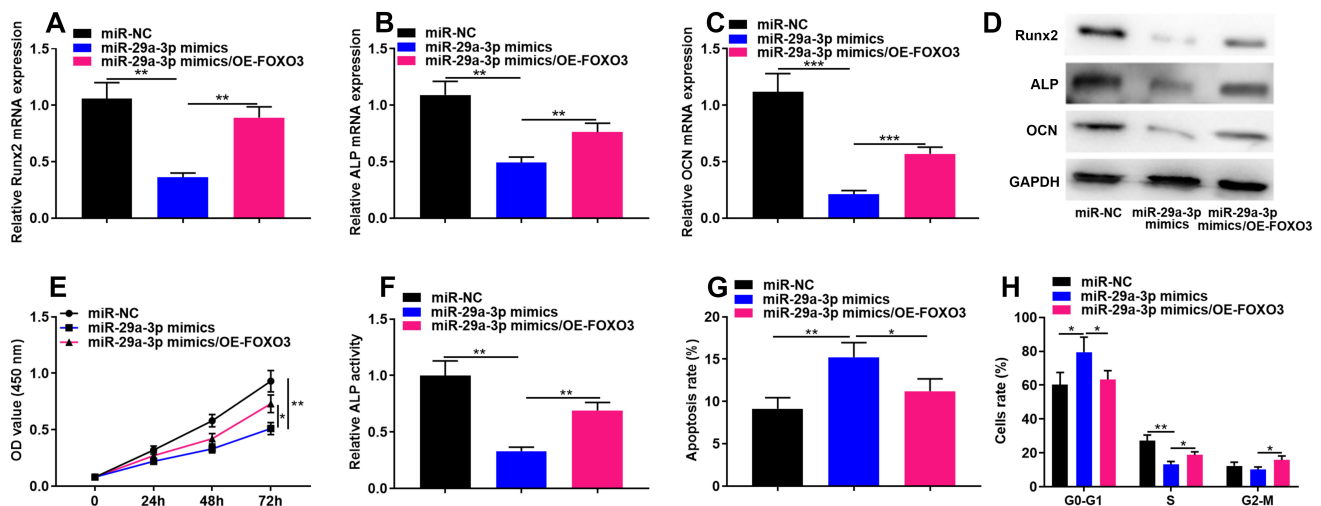 A
miR-NC
miR-29a-3p mimics
miR-29a-3p mimics/OE-FOXO3
Relative Runx2 mRNA expression
1.5
1.0
0.5
0.0
**
**
B
miR-NC
miR-29a-3p mimics
miR-29a-3p mimics/OE-FOXO3
Relative ALP mRNA expression
1.5
1.0
0.5
0.0
**
**
C
miR-NC
miR-29a-3p mimics
miR-29a-3p mimics/OE-FOXO3
Relative OCN mRNA expression
1.5
1.0
0.5
0.0
***
***
D
Runx2
ALP
OCN
GAPDH
miR-NC
miR-29a-3p
mimics
miR-29a-3p
mimics/OE-FOXO3
E
miR-NC
miR-29a-3p mimics
miR-29a-3p mimics/OE-FOXO3
OD value (450 nm)
1.5
1.0
0.5
0.0
0
24h
48h
72h
*
**
F
miR-NC
miR-29a-3p mimics
miR-29a-3p mimics/OE-FOXO3
Relative ALP activity
1.5
1.0
0.5
0.0
**
**
G
miR-NC
miR-29a-3p mimics
miR-29a-3p mimics/OE-FOXO3
Apoptosis rate (%)
20
15
10
5
0
**
*
H
miR-NC
miR-29a-3p mimics
miR-29a-3p mimics/OE-FOXO3
Cells rate (%)
100
80
60
40
20
0
*
*
**
*
*
G0-G1
S
G2-M